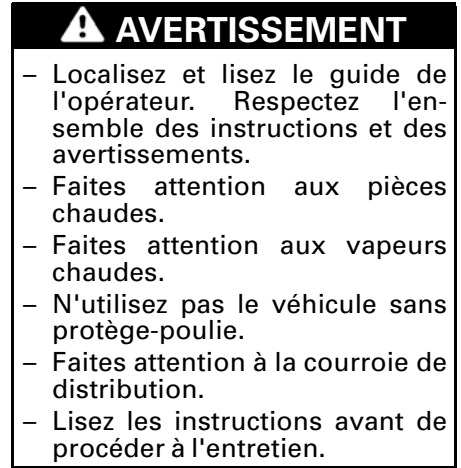 AVERTISSEMENT
– Localisez et lisez le guide de
l'opérateur. Respectez l'en-
semble des instructions et des
avertissements.
– Faites attention aux pièces
chaudes.
– Faites attention aux vapeurs
chaudes.
– N'utilisez pas le véhicule sans
protège-poulie.
– Faites attention à la courroie de
distribution.
– Lisez les instructions avant de
procéder à l'entretien.